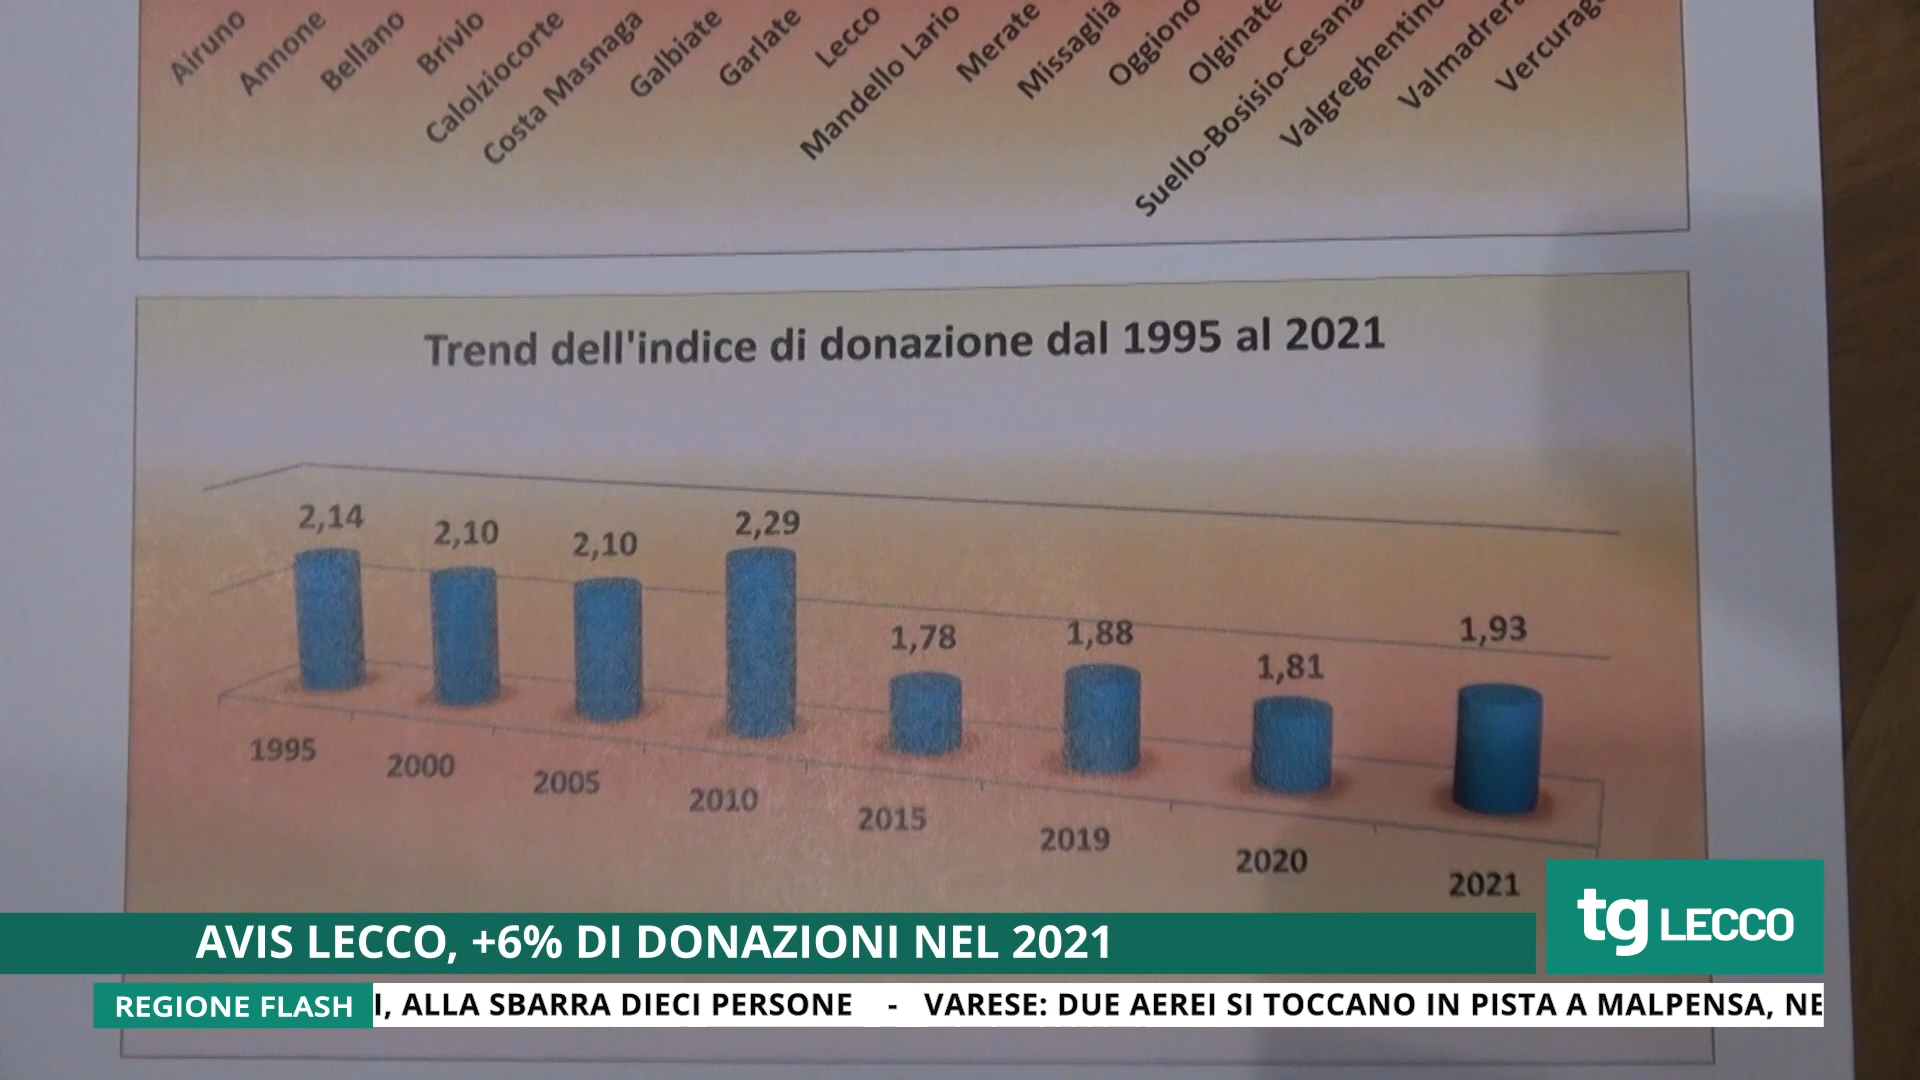 Airuno
Annone
Bellano
Brivio
Calolziocorte
Costa Masnaga
Galbiate
Garlate
Lecco
Mandello Lario
Merate
Missaglia
Oggiono
Olginate
Suello-Bosisio-Cesana
Valgreghentino
Valmadrera
Trend dell'indice di donazione dal 1995 al 2021
2,14
2,10
2,10
2,29
1,78
1,88
1,81
1,93
1995
2000
2005
2010
2015
2019
2020
2021
AVIS LECCO, +6% DI DONAZIONI NEL 2021
tg LECCO
REGIONE FLASH
I, ALLA SBARRA DIECI PERSONE - VARESE: DUE AEREI SI TOCCANO IN PISTA A MALPENSA, NE